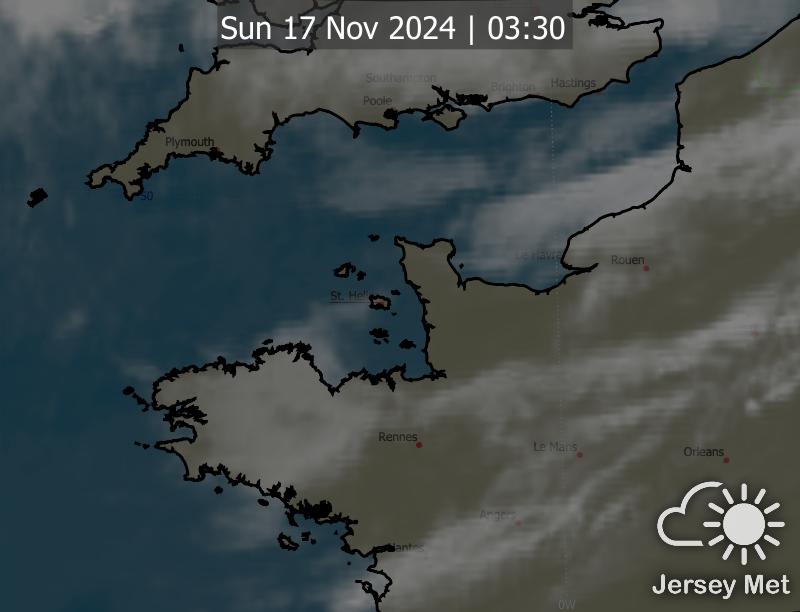 Sun 17 Nov 2024 | 03:30
Southampton
Brighton
Hastings
Poole
Plymouth
50
Le Havre
Rouen
St. Helier
Rennes
Le Mans
Orleans
Angers
Nantes
Jersey Met
0W